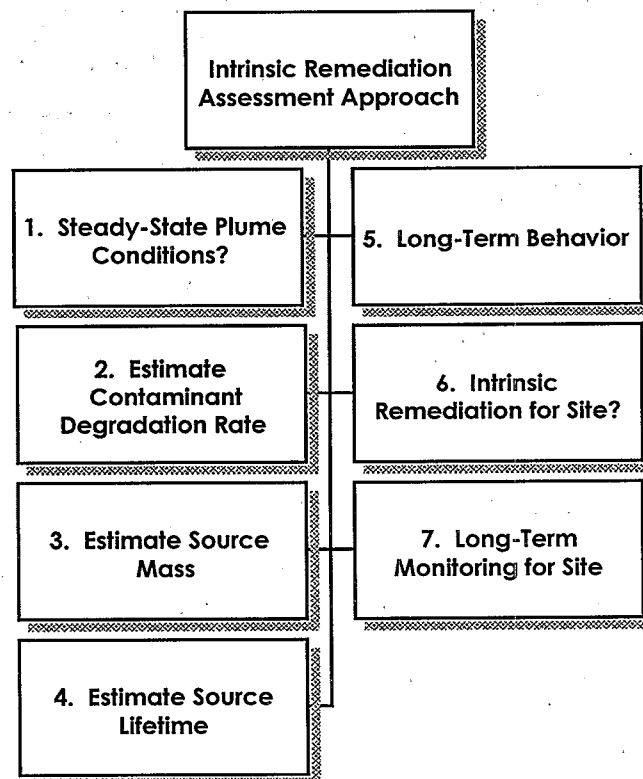 Intrinsic Remediation
Assessment Approach
1. Steady-State Plume
Conditions?
2. Estimate
Contaminant
Degradation Rate
3. Estimate Source
Mass
4. Estimate Source
Lifetime
5. Long-Term Behavior
6. Intrinsic
Remediation for Site?
7. Long-Term
Monitoring for Site